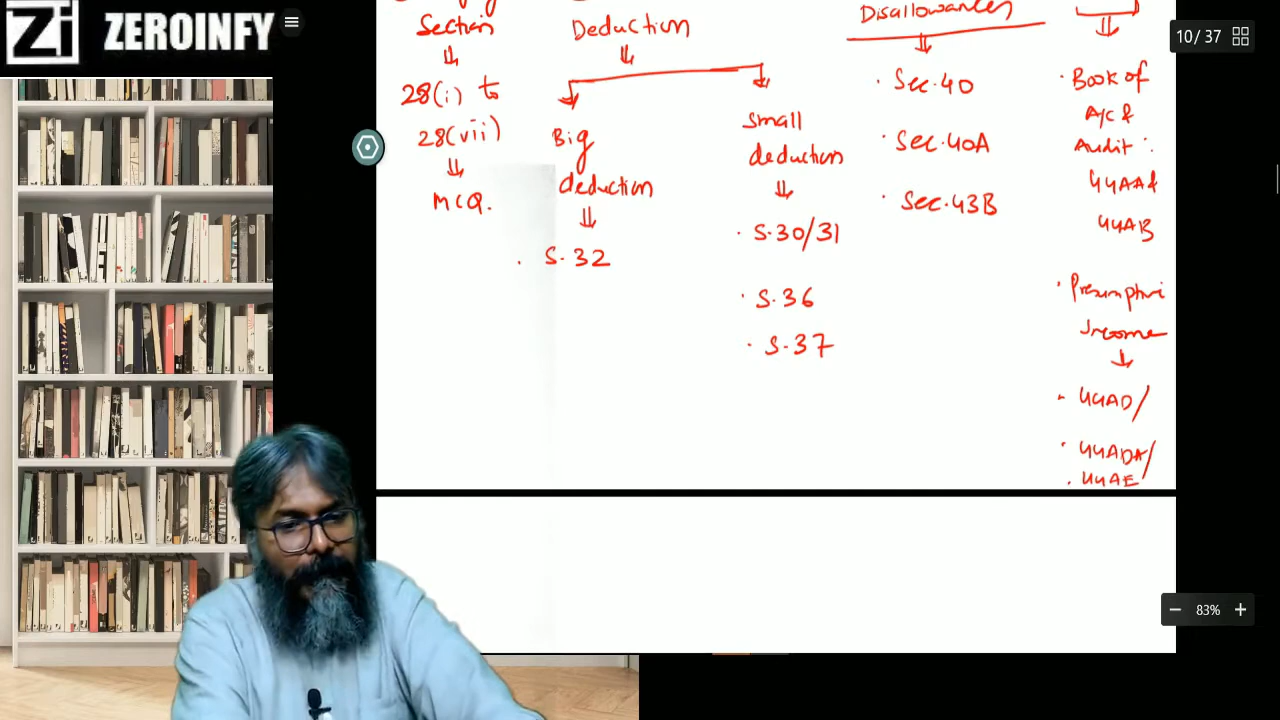 Zi ZEROINFY
10 / 37
Section
⇓
28(i) to
28(vii)
⇓
MCQ.
Deduction
⇓
Big
deduction
⇓
· S. 32
Small
deduction
⇓
· S.30/31
· S.36
· S.37
Disallowances
⇓
· Sec.40
· Sec.40A
· Sec.43B
⇓
· Book of
A/c &
Audit :
44AA &
44AB
· Presumptive
Income
↓
· 44AD/
· 44ADA/
· 44AE
83%